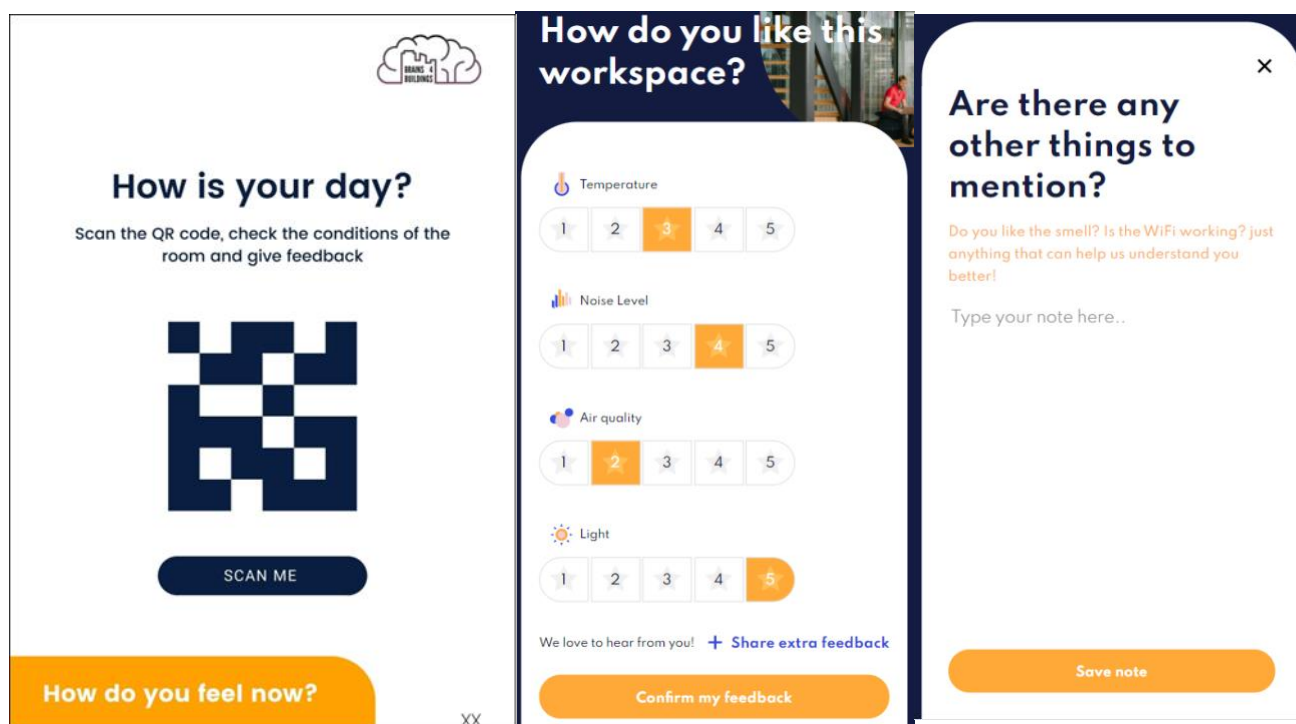 BRAINS 4
BUILDINGS
How is your day?
Scan the QR code, check the conditions of the
room and give feedback
SCAN ME
How do you feel now?
XX
How do you like this
workspace?
Temperature
1 2 3 4 5
Noise Level
1 2 3 4 5
Air quality
1 2 3 4 5
Light
1 2 3 4 5
We love to hear from you! + Share extra feedback
Confirm my feedback
×
Are there any
other things to
mention?
Do you like the smell? Is the WiFi working? just
anything that can help us understand you
better!
Type your note here..
Save note